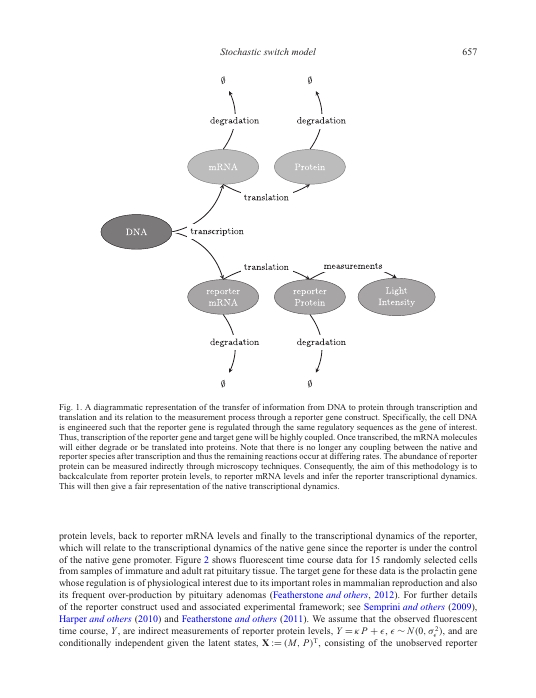 Stochastic switch model 657
∅ ∅
degradation degradation
mRNA Protein
translation
DNA transcription
translation measurements
reporter reporter Light
mRNA Protein Intensity
degradation degradation
∅ ∅
Fig. 1. A diagrammatic representation of the transfer of information from DNA to protein through transcription and
translation and its relation to the measurement process through a reporter gene construct. Specifically, the cell DNA
is engineered such that the reporter gene is regulated through the same regulatory sequences as the gene of interest.
Thus, transcription of the reporter gene and target gene will be highly coupled. Once transcribed, the mRNA molecules
will either degrade or be translated into proteins. Note that there is no longer any coupling between the native and
reporter species after transcription and thus the remaining reactions occur at differing rates. The abundance of reporter
protein can be measured indirectly through microscopy techniques. Consequently, the aim of this methodology is to
backcalculate from reporter protein levels, to reporter mRNA levels and infer the reporter transcriptional dynamics.
This will then give a fair representation of the native transcriptional dynamics.
protein levels, back to reporter mRNA levels and finally to the transcriptional dynamics of the reporter,
which will relate to the transcriptional dynamics of the native gene since the reporter is under the control
of the native gene promoter. Figure 2 shows fluorescent time course data for 15 randomly selected cells
from samples of immature and adult rat pituitary tissue. The target gene for these data is the prolactin gene
whose regulation is of physiological interest due to its important roles in mammalian reproduction and also
its frequent over-production by pituitary adenomas (Featherstone and others, 2012). For further details
of the reporter construct used and associated experimental framework; see Semprini and others (2009),
Harper and others (2010) and Featherstone and others (2011). We assume that the observed fluorescent
time course, Y, are indirect measurements of reporter protein levels, Y = κP + ϵ, ϵ ∼ N(0, σ²ϵ), and are
conditionally independent given the latent states, X := (M, P)ᵀ, consisting of the unobserved reporter